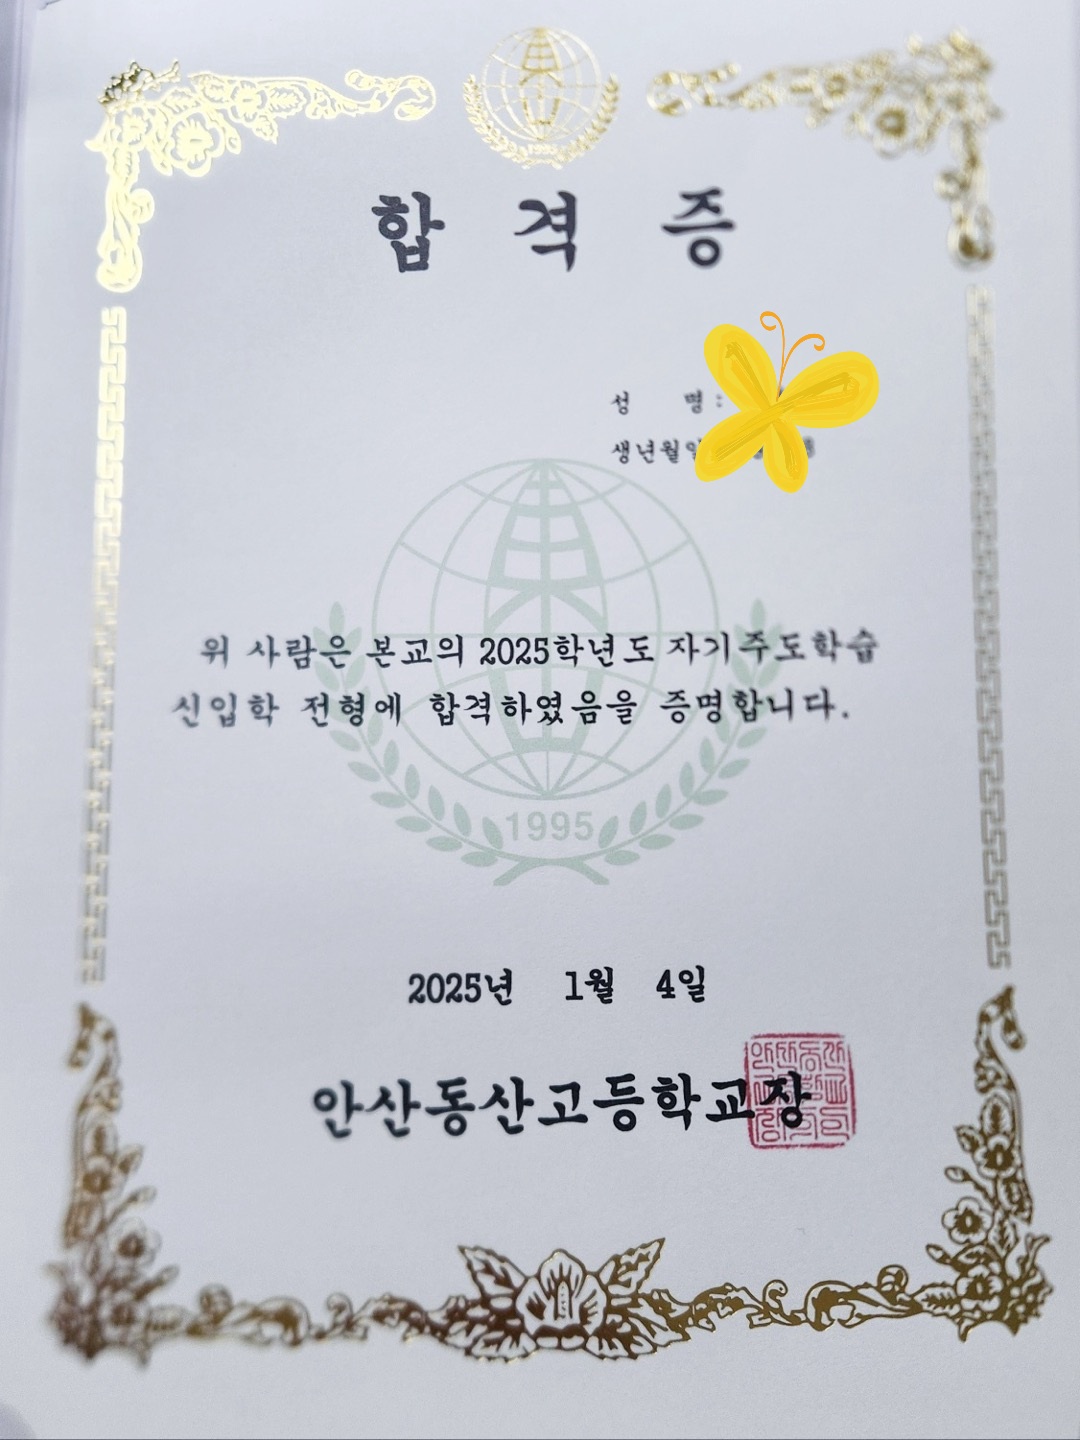 1995
합 격 증
성 명 :
생년월일
위 사람은 본교의 2025학년도 자기주도학습
신입학 전형에 합격하였음을 증명합니다.
1995
2025년 1월 4일
안산동산고등학교장